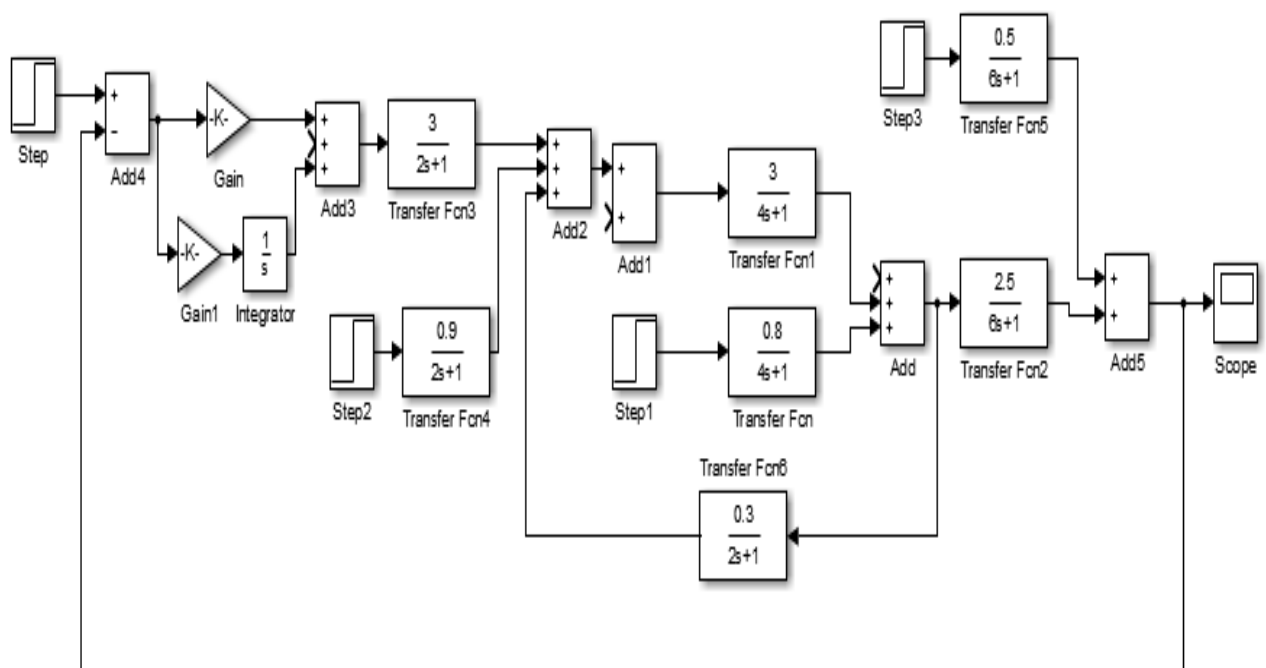 Step
+
−
Add4
-K-
Gain
-K-
Gain1
1
s
Integrator
+
+
+
Add3
3
2s+1
Transfer Fcn3
Step2
0.9
2s+1
Transfer Fcn4
+
+
+
Add2
+
+
Add1
3
4s+1
Transfer Fcn1
Step1
0.8
4s+1
Transfer Fcn
+
+
+
Add
Step3
0.5
6s+1
Transfer Fcn5
2.5
6s+1
Transfer Fcn2
+
+
Add5
Scope
Transfer Fcn6
0.3
2s+1